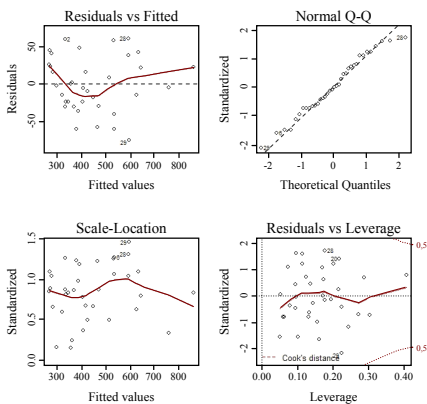 Residuals vs Fitted
Residuals
50
0
-50
2
28
29
300 400 500 600 700 800
Fitted values
Normal Q-Q
Standardized
2
1
0
-1
-2
28
29
-2 -1 0 1 2
Theoretical Quantiles
Scale-Location
Standardized
1.5
1.0
0.5
0.0
29
28
300 400 500 600 700 800
Fitted values
Residuals vs Leverage
Standardized
2
1
0
-1
-2
28
20
0,5
0,5
Cook's distance
0.00 0.10 0.20 0.30 0.40
Leverage